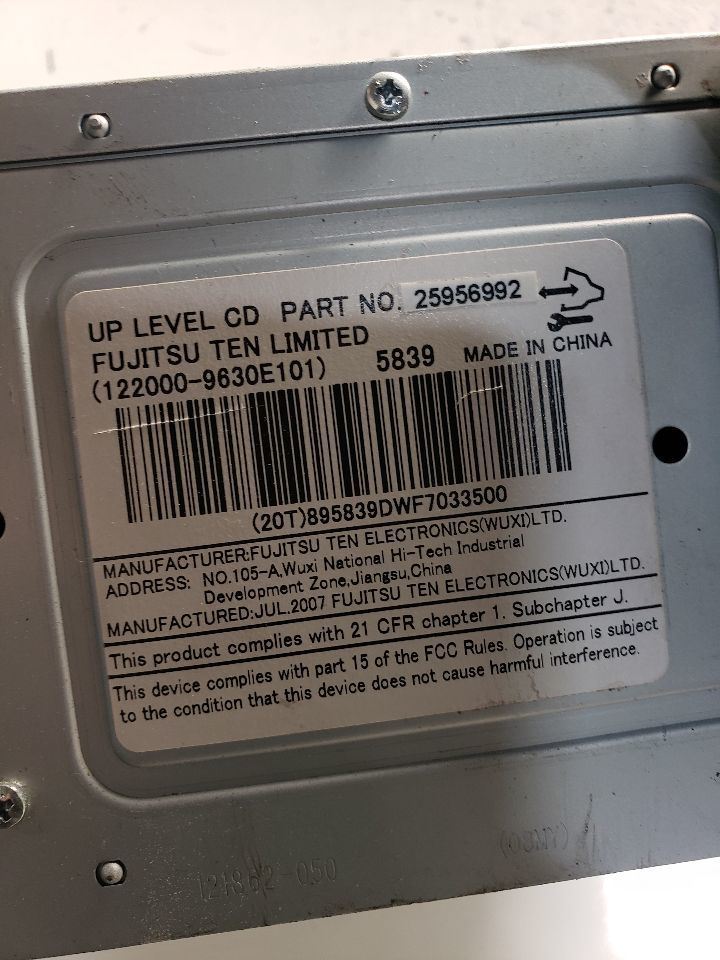 UP LEVEL CD PART NO. 25956992
FUJITSU TEN LIMITED
(122000-9630E101) 5839 MADE IN CHINA
(20T)895839DWF7033500
MANUFACTURER:FUJITSU TEN ELECTRONICS(WUXI)LTD.
ADDRESS: NO.105-A,Wuxi National Hi-Tech Industrial
Development Zone,Jiangsu,China
MANUFACTURED:JUL.2007 FUJITSU TEN ELECTRONICS(WUXI)LTD.
This product complies with 21 CFR chapter 1. Subchapter J.
This device complies with part 15 of the FCC Rules. Operation is subject
to the condition that this device does not cause harmful interference.
(08MY)
121862-050